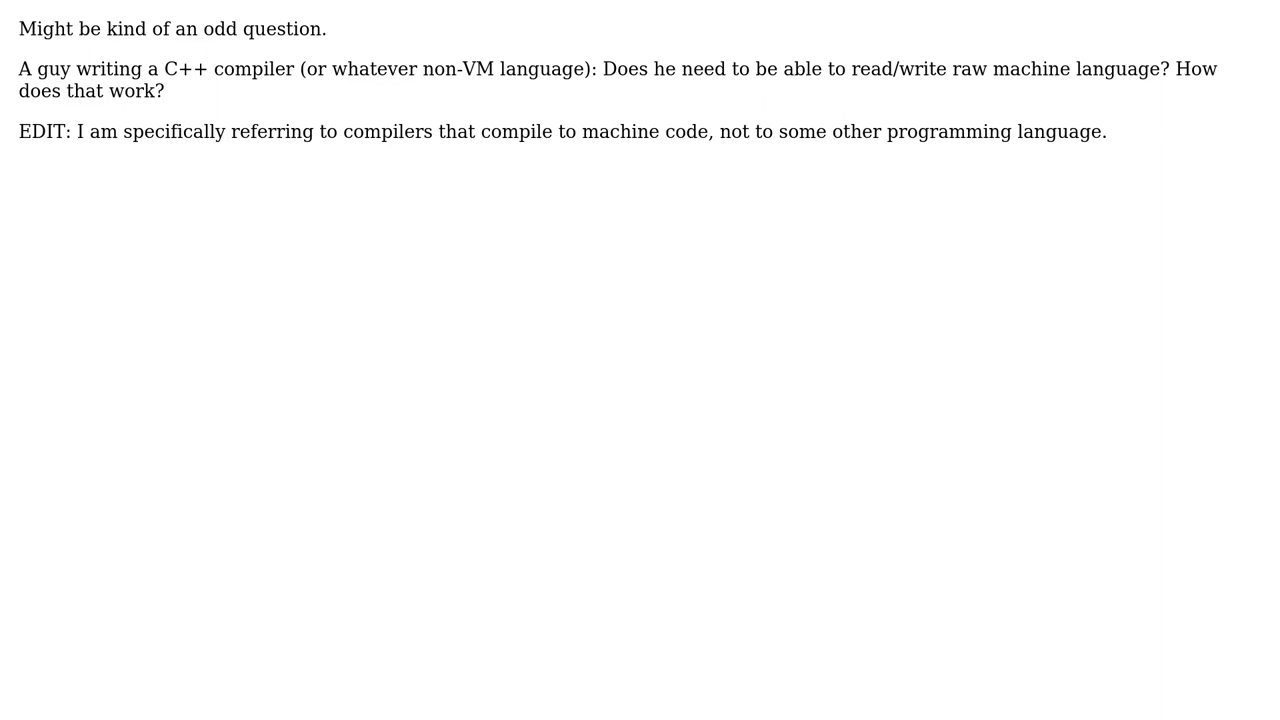 Might be kind of an odd question.
A guy writing a C++ compiler (or whatever non-VM language): Does he need to be able to read/write raw machine language? How
does that work?
EDIT: I am specifically referring to compilers that compile to machine code, not to some other programming language.